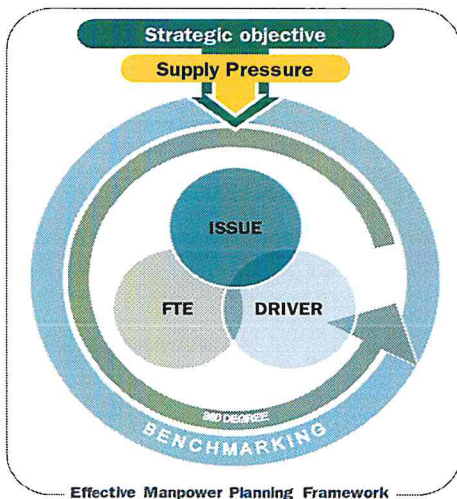 Strategic objective
Supply Pressure
ISSUE
FTE
DRIVER
360 DEGREE
BENCHMARKING
Effective Manpower Planning Framework